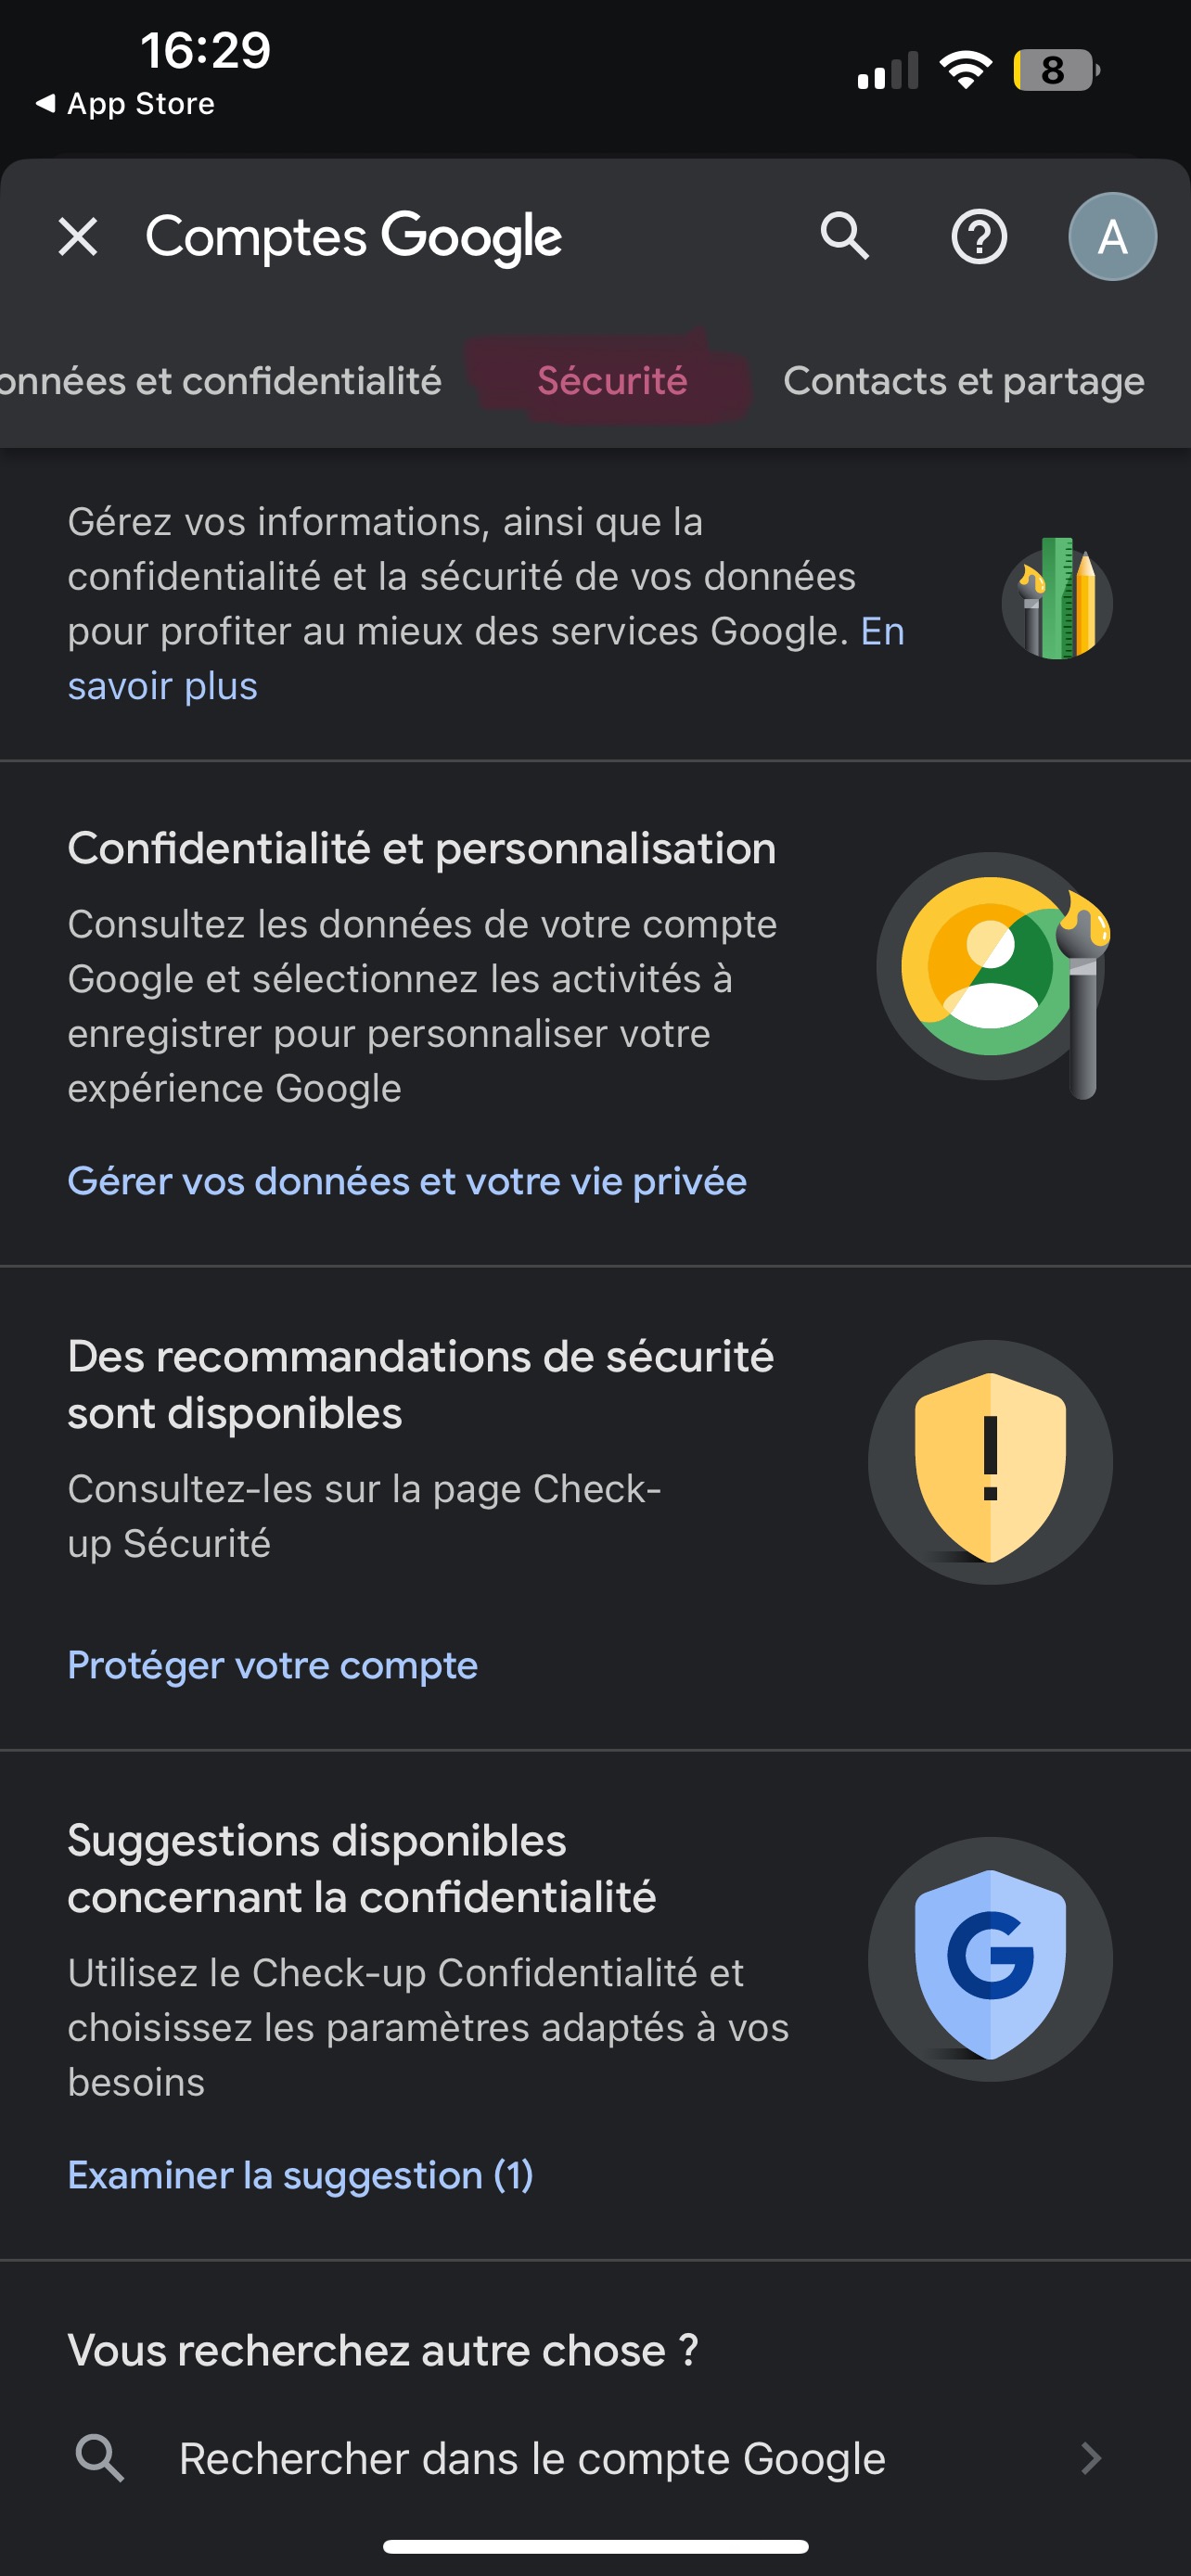 16:29
8
◀ App Store
Comptes Google
A
onnées et confidentialité Sécurité Contacts et partage
Gérez vos informations, ainsi que la
confidentialité et la sécurité de vos données
pour profiter au mieux des services Google. En
savoir plus
Confidentialité et personnalisation
Consultez les données de votre compte
Google et sélectionnez les activités à
enregistrer pour personnaliser votre
expérience Google
Gérer vos données et votre vie privée
Des recommandations de sécurité
sont disponibles
Consultez-les sur la page Check-
up Sécurité
Protéger votre compte
Suggestions disponibles
concernant la confidentialité
Utilisez le Check-up Confidentialité et
choisissez les paramètres adaptés à vos
besoins
Examiner la suggestion (1)
Vous recherchez autre chose ?
Rechercher dans le compte Google